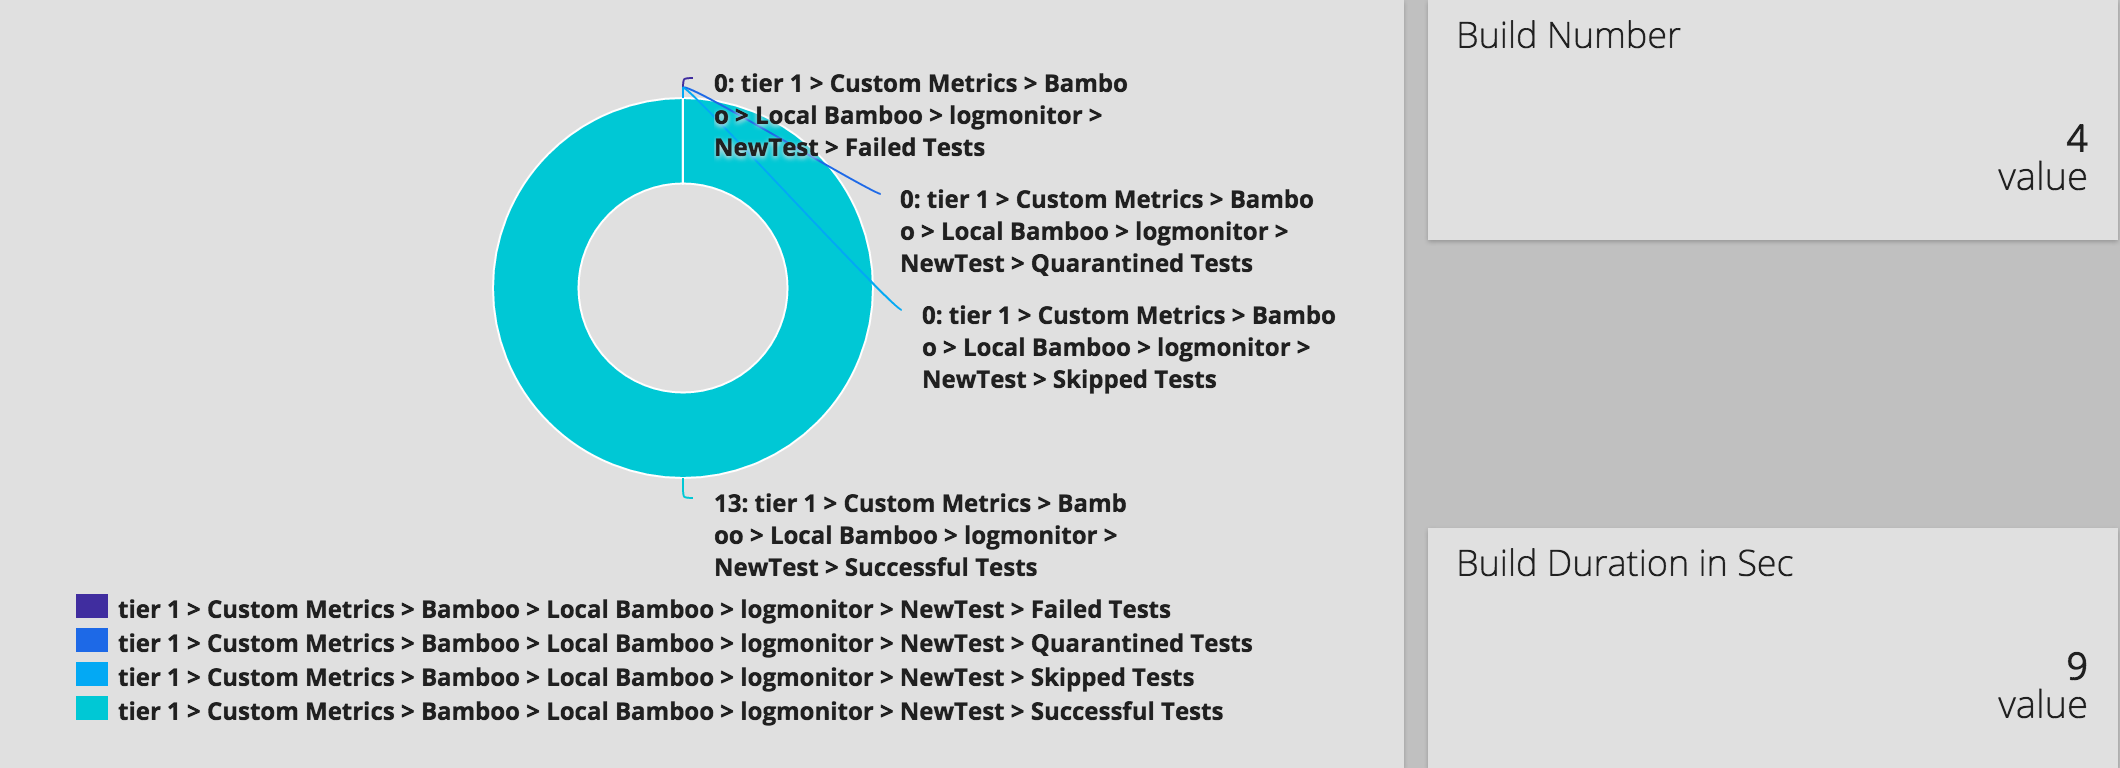 0: tier 1 > Custom Metrics > Bambo
o > Local Bamboo > logmonitor >
NewTest > Failed Tests
0: tier 1 > Custom Metrics > Bambo
o > Local Bamboo > logmonitor >
NewTest > Quarantined Tests
0: tier 1 > Custom Metrics > Bambo
o > Local Bamboo > logmonitor >
NewTest > Skipped Tests
13: tier 1 > Custom Metrics > Bamb
oo > Local Bamboo > logmonitor >
NewTest > Successful Tests
tier 1 > Custom Metrics > Bamboo > Local Bamboo > logmonitor > NewTest > Failed Tests
tier 1 > Custom Metrics > Bamboo > Local Bamboo > logmonitor > NewTest > Quarantined Tests
tier 1 > Custom Metrics > Bamboo > Local Bamboo > logmonitor > NewTest > Skipped Tests
tier 1 > Custom Metrics > Bamboo > Local Bamboo > logmonitor > NewTest > Successful Tests
Build Number
4
value
Build Duration in Sec
9
value